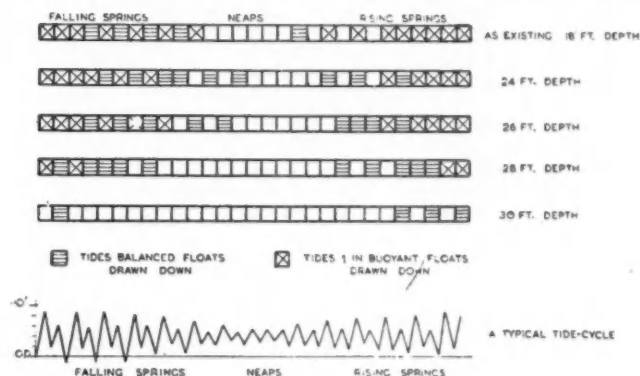 FALLING SPRINGS NEAPS RISING SPRINGS
AS EXISTING 18 FT. DEPTH
24 FT. DEPTH
26 FT. DEPTH
28 FT. DEPTH
30 FT. DEPTH
TIDES BALANCED FLOATS DRAWN DOWN
TIDES 1 IN BUOYANT FLOATS DRAWN DOWN
A TYPICAL TIDE-CYCLE
FALLING SPRINGS NEAPS RISING SPRINGS